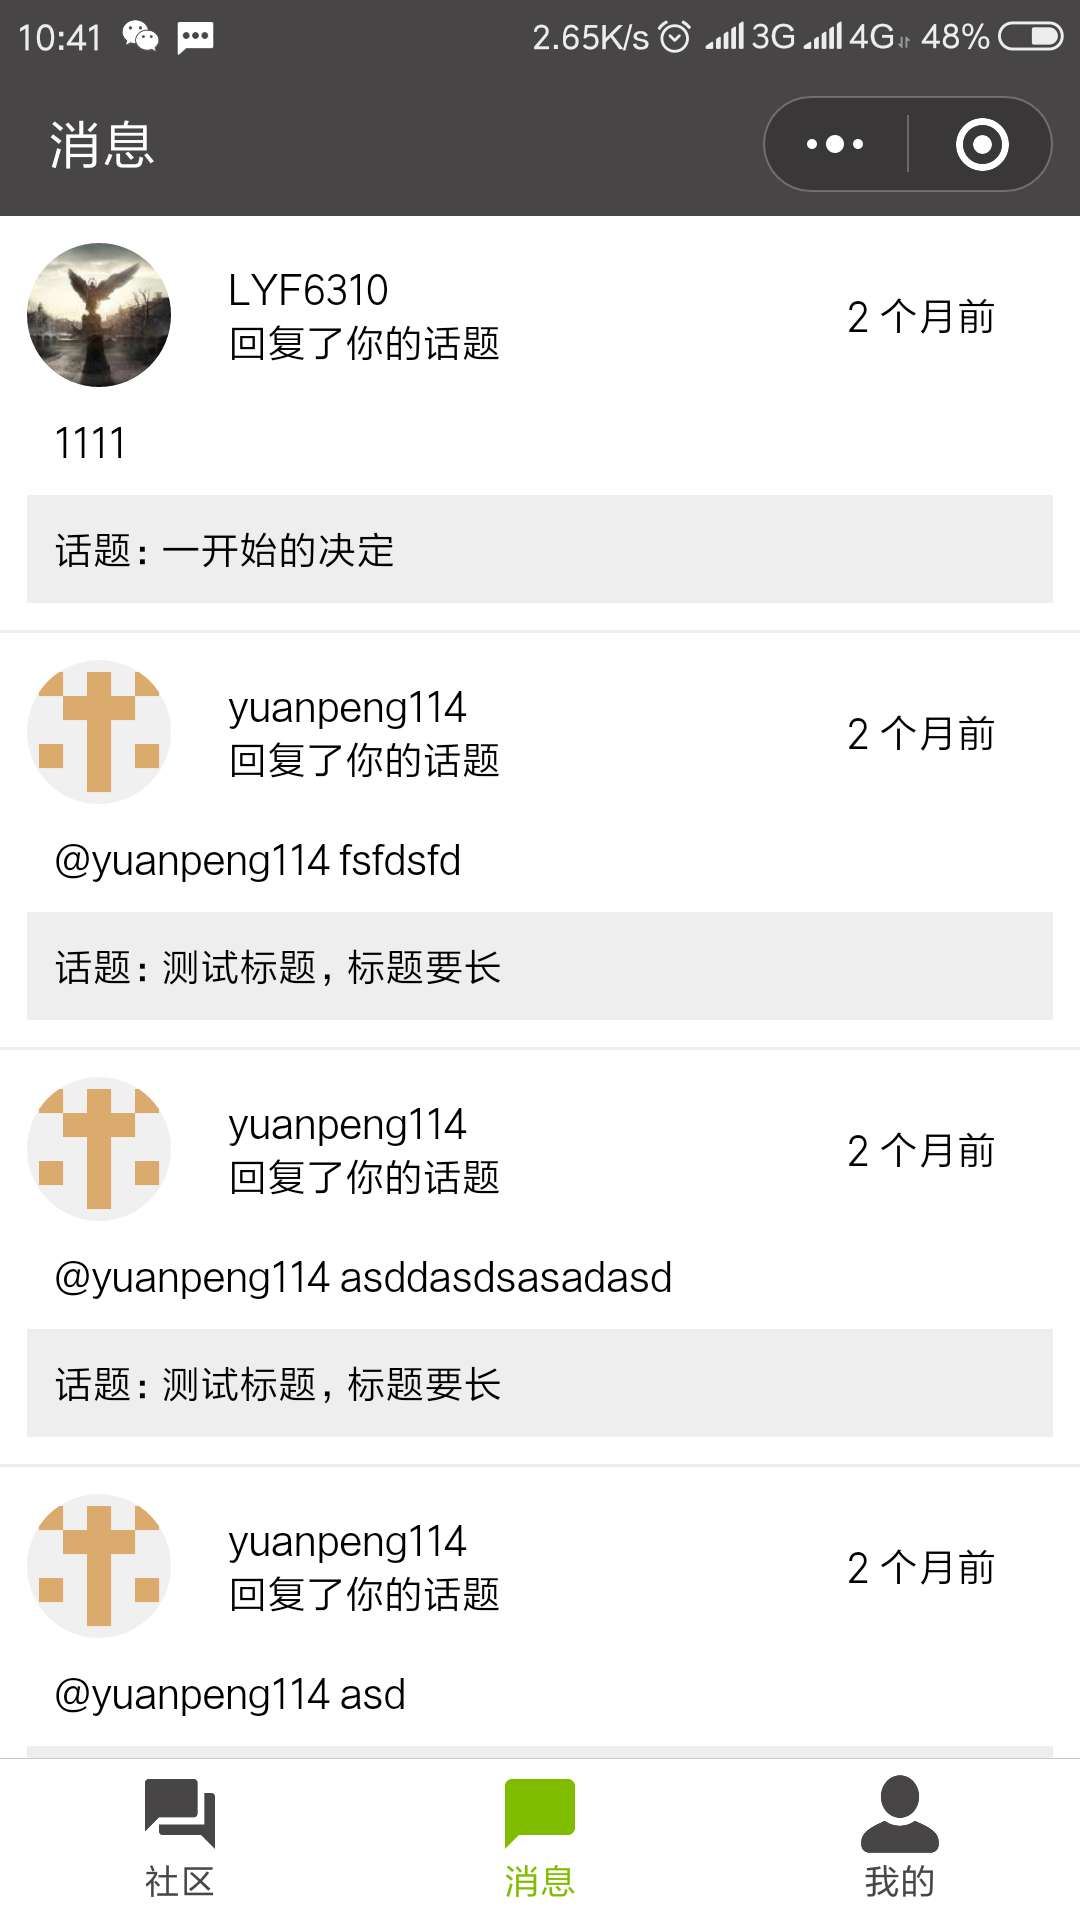 10:41 2.65K/s 3G 4G 48%
消息
LYF6310
回复了你的话题
2 个月前
1111
话题: 一开始的决定
yuanpeng114
回复了你的话题
2 个月前
@yuanpeng114 fsfdsfd
话题: 测试标题, 标题要长
yuanpeng114
回复了你的话题
2 个月前
@yuanpeng114 asddasdsasadasd
话题: 测试标题, 标题要长
yuanpeng114
回复了你的话题
2 个月前
@yuanpeng114 asd
社区
消息
我的